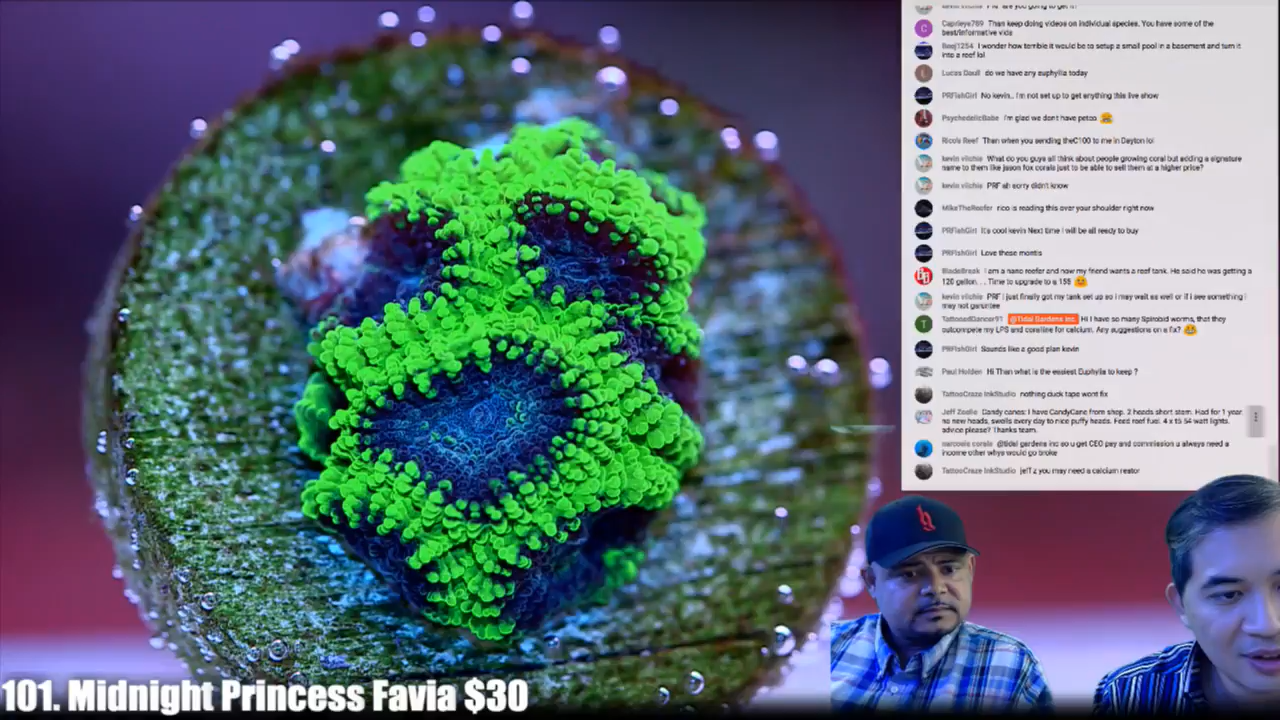 Caprieye789 Than keep doing videos on individual species. You have some of the
best/informative vids
Beej1254 I wonder how terrible it would be to setup a small pool in a basement and turn it
into a reef lol
Lucas Daull do we have any euphyllia today
PRFishGirl No kevin.. I'm not set up to get anything this live show
PsychedelicBabe I'm glad we don't have petco
Rico's Reef Than when you sending theC100 to me in Dayton lol
kevin vilchis What do you guys all think about people growing coral but adding a signature
name to them like jason fox corals just to be able to sell them at a higher price?
kevin vilchis PRF ah sorry didn't know
MikeTheReefer rico is reading this over your shoulder right now
PRFishGirl It's cool kevin Next time I will be all ready to buy
PRFishGirl Love these montis
BladeBreak I am a nano reefer and now my friend wants a reef tank. He said he was getting a
120 gallon. . . Time to upgrade to a 155
kevin vilchis PRF I just finally got my tank set up so i may wait as well or if i see something i
may not
TattooedDancer91 @Tidal Gardens Inc. Hi I have so many Spirobid worms, that they
outcompete my LPS and coraline for calcium. Any suggestions on a fix?
PRFishGirl Sounds like a good plan kevin
Paul Holden Hi Than what is the easiest Euphylia to keep ?
TattooCraze InkStudio nothing duck tape wont fix
Jeff Candy canes: I have CandyCane from shop. 2 heads short stem. Had for 1 year,
no new heads, swells every day to nice puffy heads. Feed reef fuel. 4 x t5 54 watt lights.
advice please? Thanks team.
@tidal gardens inc so u get CEO pay and commission u always need a
income other whys would go broke
TattooCraze InkStudio jeff z you may need a calcium reator
h
101. Midnight Princess Favia $30